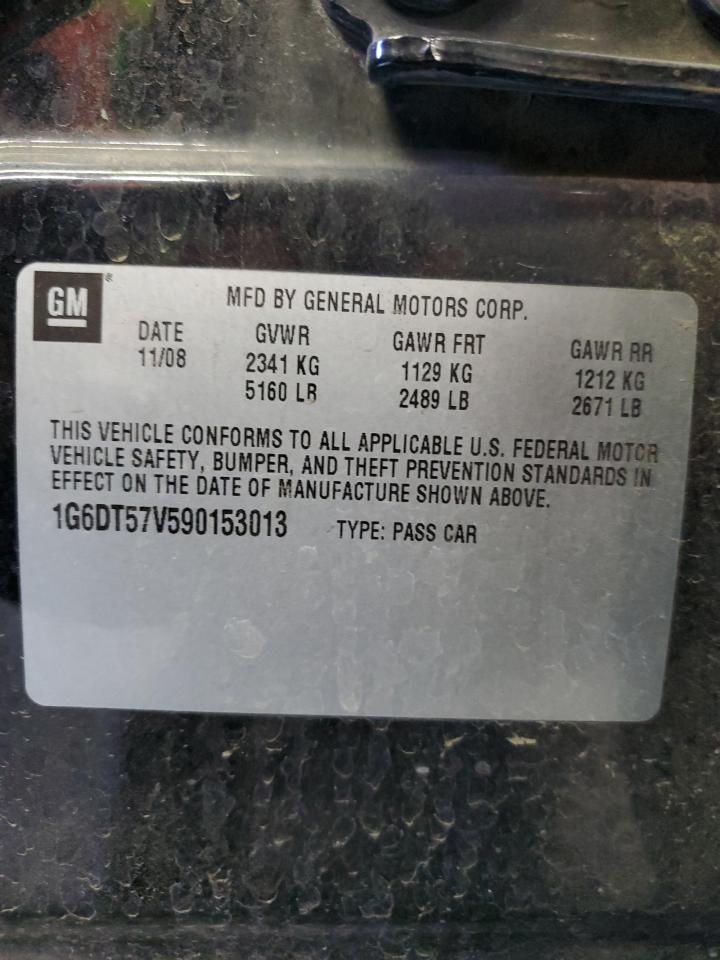 GM®
MFD BY GENERAL MOTORS CORP.
DATE GVWR GAWR FRT GAWR RR
11/08 2341 KG 1129 KG 1212 KG
5160 LB 2489 LB 2671 LB
THIS VEHICLE CONFORMS TO ALL APPLICABLE U.S. FEDERAL MOTOR
VEHICLE SAFETY, BUMPER, AND THEFT PREVENTION STANDARDS IN
EFFECT ON THE DATE OF MANUFACTURE SHOWN ABOVE.
1G6DT57V590153013 TYPE: PASS CAR